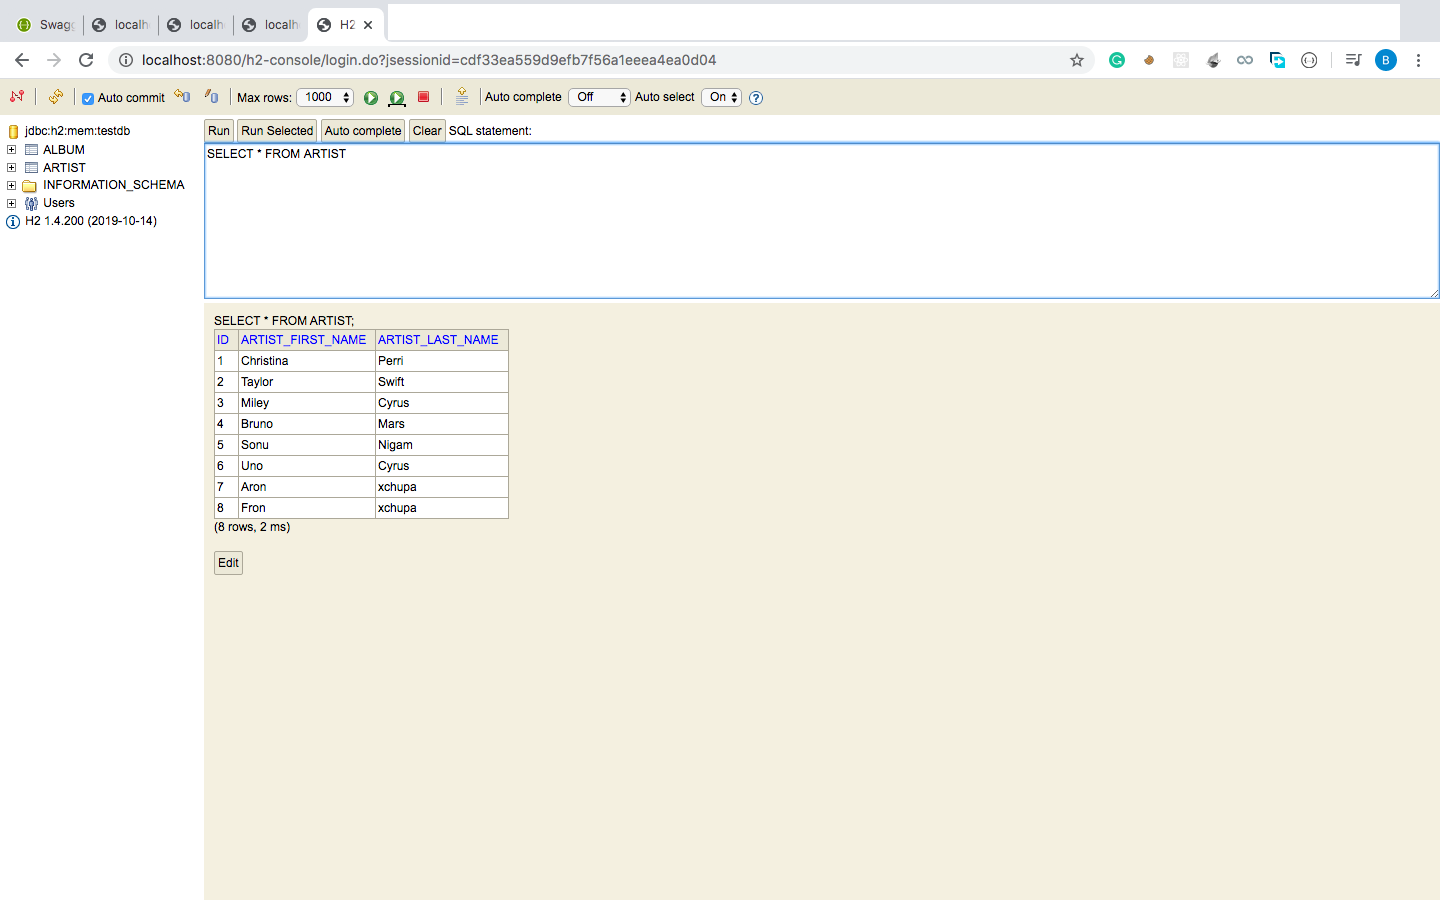 Swagg localh localh localh H2
localhost:8080/h2-console/login.do?jsessionid=cdf33ea559d9efb7f56a1eeea4ea0d04 B
Auto commit Max rows: 1000 Auto complete Off Auto select On
jdbc:h2:mem:testdb
ALBUM
ARTIST
INFORMATION_SCHEMA
Users
H2 1.4.200 (2019-10-14)
Run Run Selected Auto complete Clear SQL statement:
SELECT * FROM ARTIST
SELECT * FROM ARTIST;
ID ARTIST_FIRST_NAME ARTIST_LAST_NAME
1 Christina Perri
2 Taylor Swift
3 Miley Cyrus
4 Bruno Mars
5 Sonu Nigam
6 Uno Cyrus
7 Aron xchupa
8 Fron xchupa
(8 rows, 2 ms)
Edit